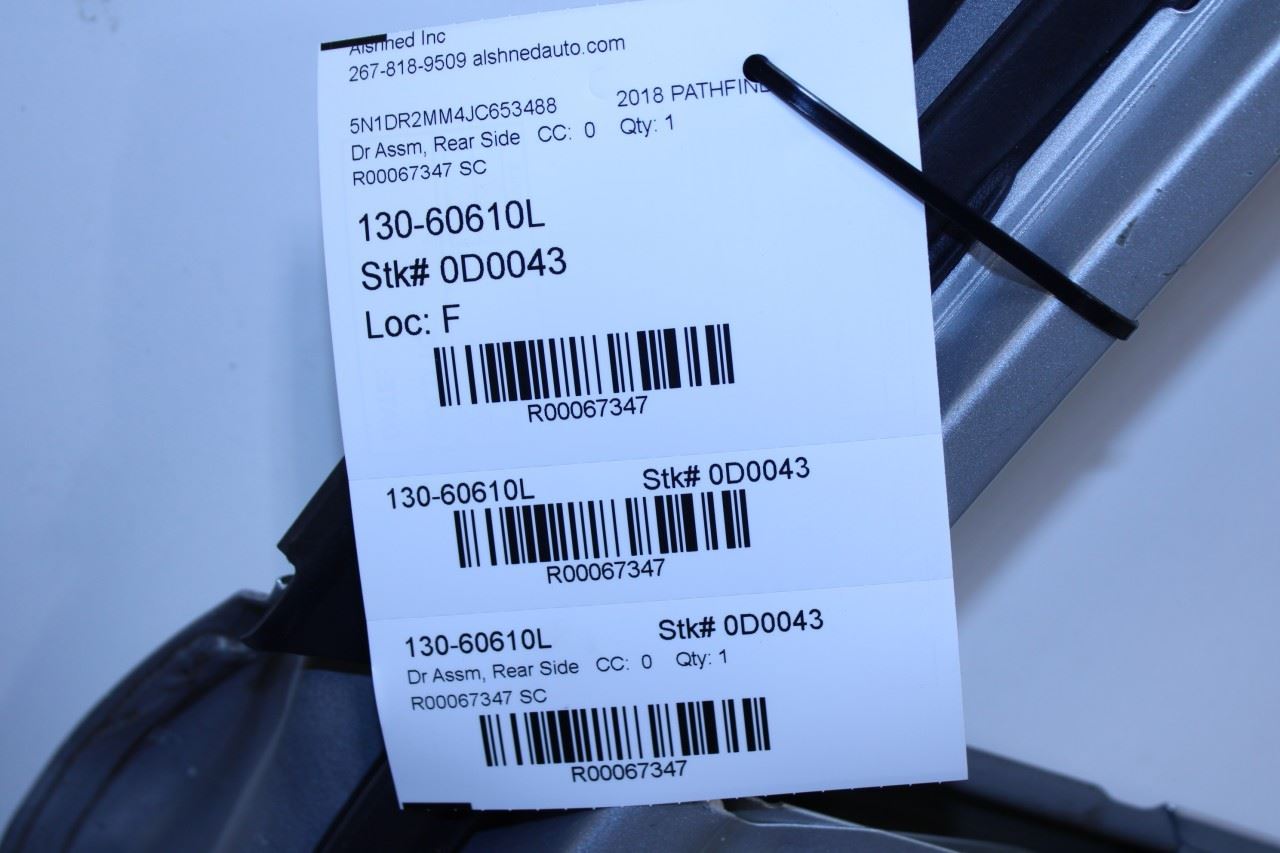 Alshned Inc
267-818-9509 alshnedauto.com
5N1DR2MM4JC653488 2018 PATHFIND
Dr Assm, Rear Side CC: 0 Qty: 1
R00067347 SC
130-60610L
Stk# 0D0043
Loc: F
R00067347
130-60610L Stk# 0D0043
R00067347
130-60610L Stk# 0D0043
Dr Assm, Rear Side CC: 0 Qty: 1
R00067347 SC
R00067347